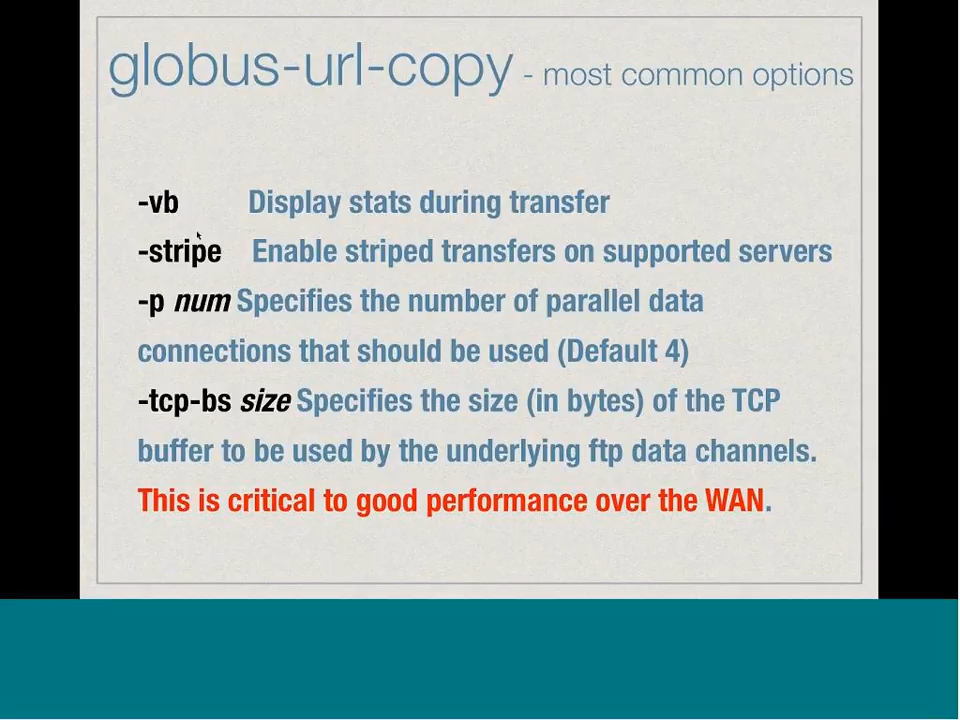 globus-url-copy - most common options
-vb Display stats during transfer
-stripe Enable striped transfers on supported servers
-p num Specifies the number of parallel data
connections that should be used (Default 4)
-tcp-bs size Specifies the size (in bytes) of the TCP
buffer to be used by the underlying ftp data channels.
This is critical to good performance over the WAN.